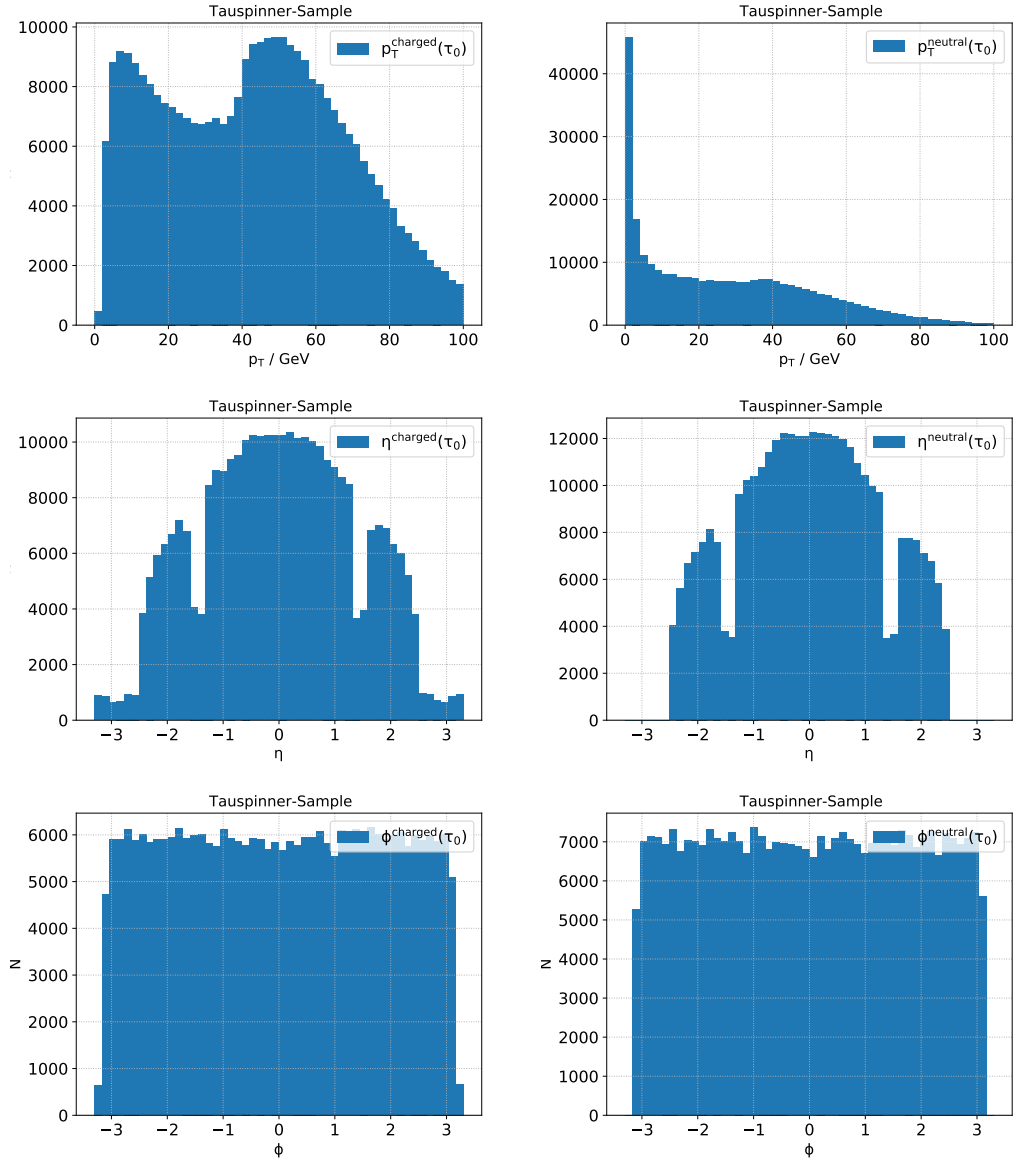 Tauspinner-Sample
p_T^charged(τ_0)
10000
8000
6000
4000
2000
0
0 20 40 60 80 100
p_T / GeV
Tauspinner-Sample
p_T^neutral(τ_0)
40000
30000
20000
10000
0
0 20 40 60 80 100
p_T / GeV
Tauspinner-Sample
η^charged(τ_0)
10000
8000
6000
4000
2000
0
−3 −2 −1 0 1 2 3
η
Tauspinner-Sample
η^neutral(τ_0)
12000
10000
8000
6000
4000
2000
0
−3 −2 −1 0 1 2 3
η
Tauspinner-Sample
ϕ^charged(τ_0)
6000
5000
4000
3000
2000
1000
0
N
−3 −2 −1 0 1 2 3
ϕ
Tauspinner-Sample
ϕ^neutral(τ_0)
7000
6000
5000
4000
3000
2000
1000
0
N
−3 −2 −1 0 1 2 3
ϕ